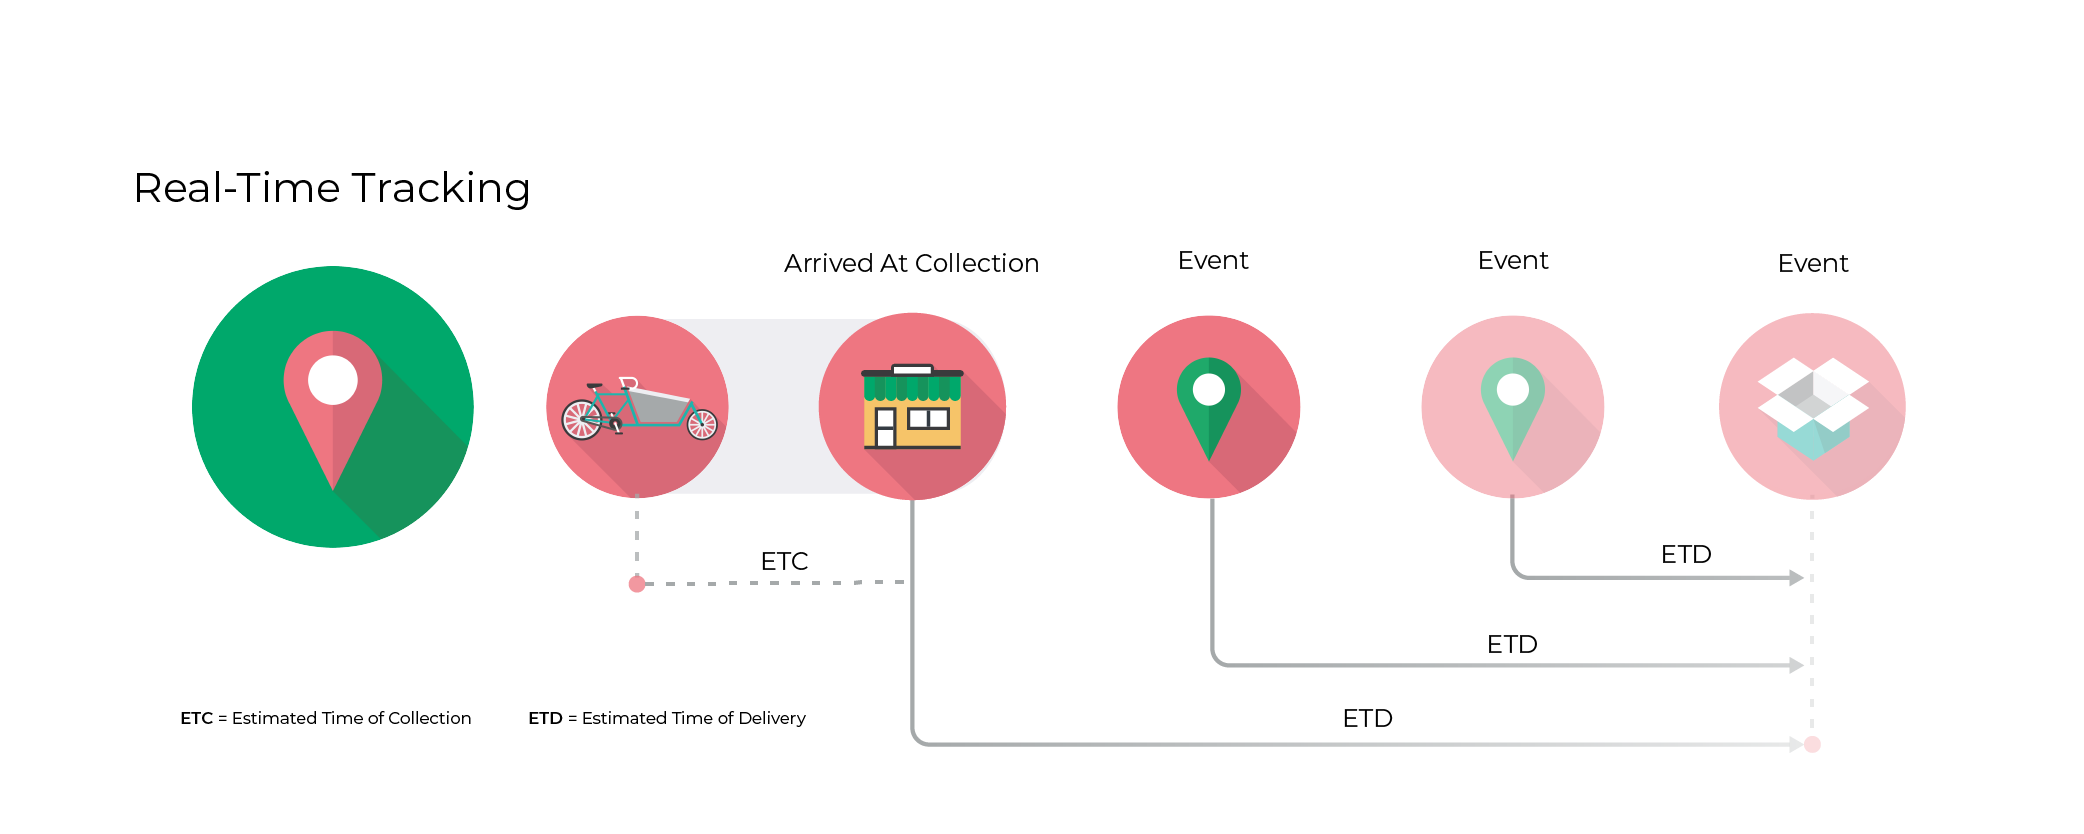 Real-Time Tracking
Arrived At Collection
Event
Event
Event
ETC
ETD
ETD
ETD
ETC = Estimated Time of Collection
ETD = Estimated Time of Delivery